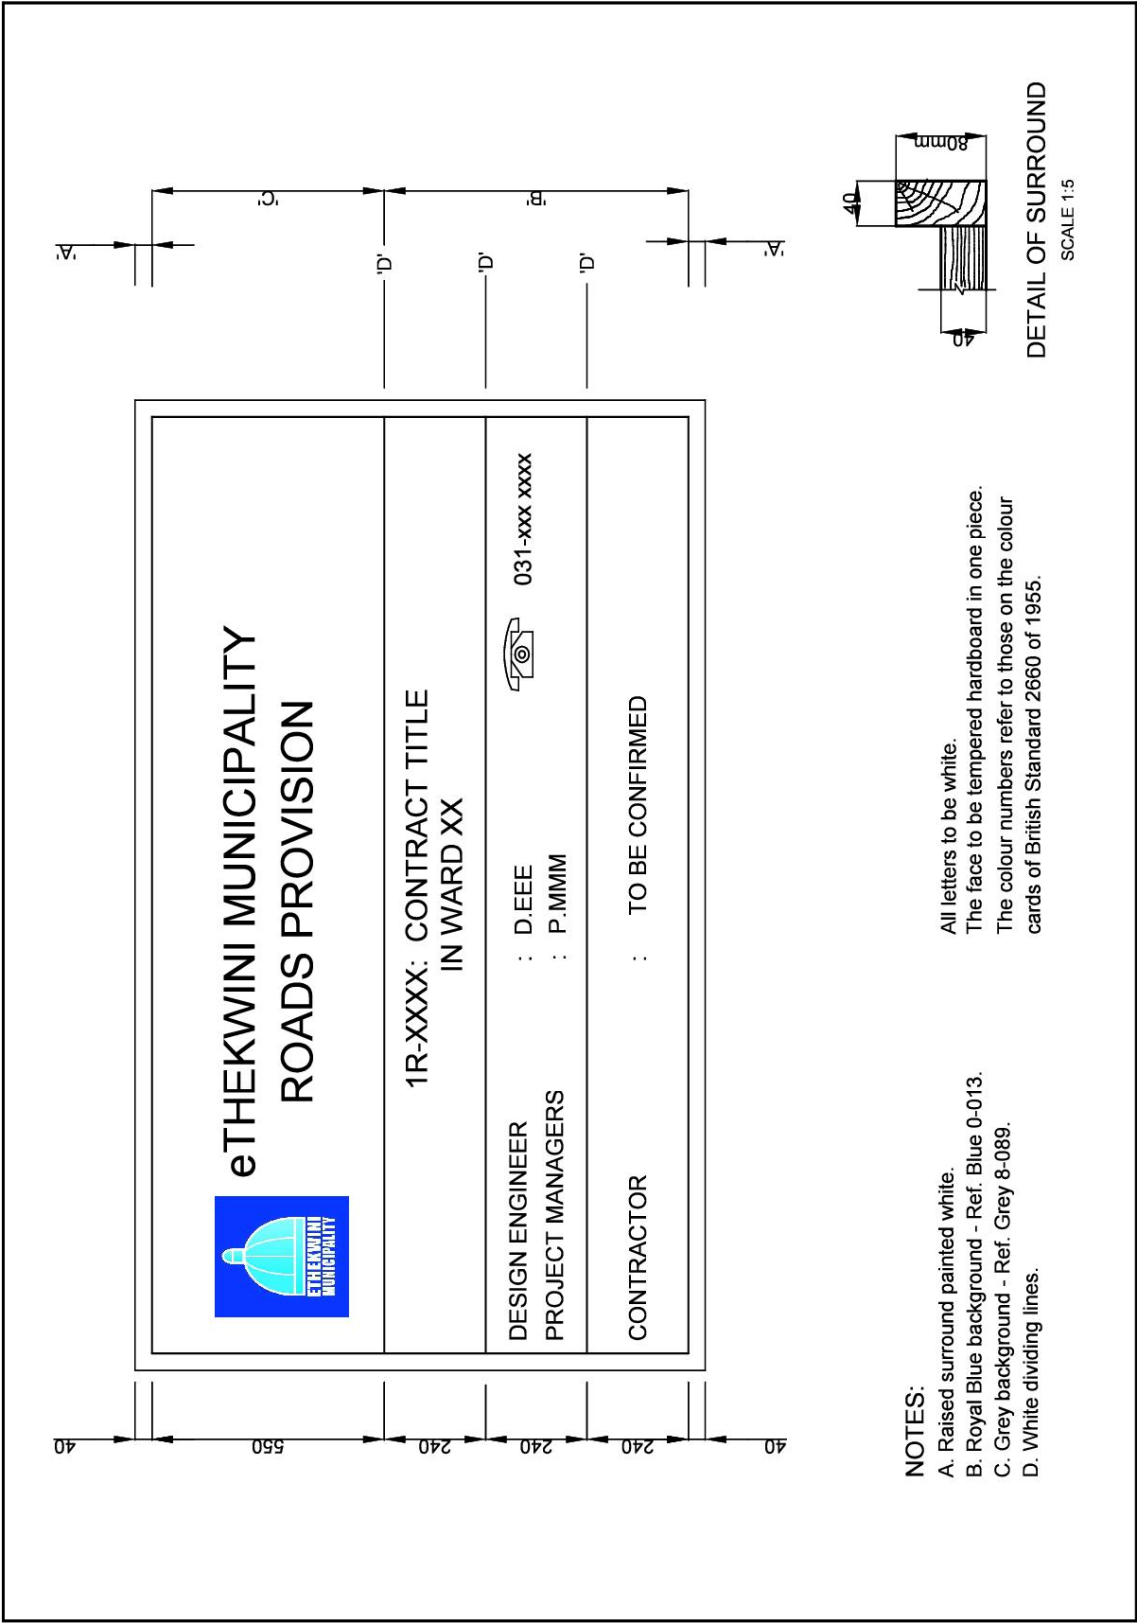 eTHEKWINI MUNICIPALITY
ROADS PROVISION
ETHEKWINI
MUNICIPALITY
1R-XXXX: CONTRACT TITLE
IN WARD XX
DESIGN ENGINEER : D.EEE 031-xxx xxxx
PROJECT MANAGERS : P.MMM
CONTRACTOR : TO BE CONFIRMED
40
550
240
240
240
40
'A'
'C'
'D'
'B'
'D'
'D'
'A'
NOTES:
A. Raised surround painted white.
B. Royal Blue background - Ref. Blue 0-013.
C. Grey background - Ref. Grey 8-089.
D. White dividing lines.
All letters to be white.
The face to be tempered hardboard in one piece.
The colour numbers refer to those on the colour
cards of British Standard 2660 of 1955.
40
80mm
40
DETAIL OF SURROUND
SCALE 1:5